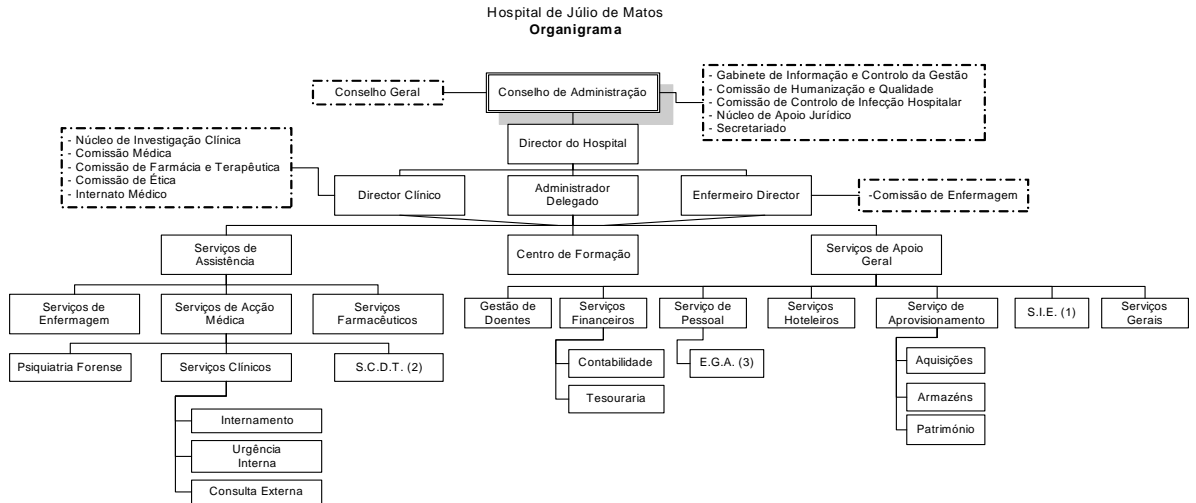 Hospital de Júlio de Matos
Organigrama
Conselho Geral
Conselho de Administração
- Gabinete de Informação e Controlo da Gestão
- Comissão de Humanização e Qualidade
- Comissão de Controlo de Infecção Hospitalar
- Núcleo de Apoio Jurídico
- Secretariado
Director do Hospital
- Núcleo de Investigação Clínica
- Comissão Médica
- Comissão de Farmácia e Terapêutica
- Comissão de Ética
- Internato Médico
Director Clínico
Administrador
Delegado
Enfermeiro Director
-Comissão de Enfermagem
Serviços de
Assistência
Centro de Formação
Serviços de Apoio
Geral
Serviços de
Enfermagem
Serviços de Acção
Médica
Serviços
Farmacêuticos
Gestão de
Doentes
Serviços
Financeiros
Serviço de
Pessoal
Serviços
Hoteleiros
Serviço de
Aprovisionamento
S.I.E. (1)
Serviços
Gerais
Psiquiatria Forense
Serviços Clínicos
S.C.D.T. (2)
Contabilidade
Tesouraria
E.G.A. (3)
Aquisições
Armazéns
Património
Internamento
Urgência
Interna
Consulta Externa